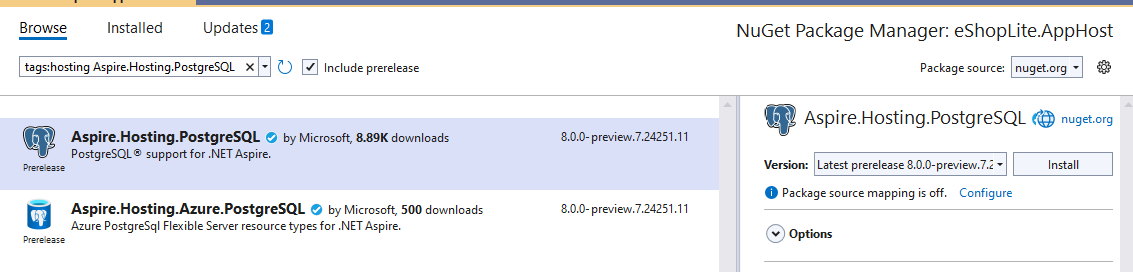 Browse Installed Updates 2
NuGet Package Manager: eShopLite.AppHost
tags:hosting Aspire.Hosting.PostgreSQL
Include prerelease
Package source: nuget.org
Aspire.Hosting.PostgreSQL by Microsoft, 8.89K downloads
8.0.0-preview.7.24251.11
PostgreSQL® support for .NET Aspire.
Prerelease
Aspire.Hosting.Azure.PostgreSQL by Microsoft, 500 downloads
8.0.0-preview.7.24251.11
Azure PostgreSql Flexible Server resource types for .NET Aspire.
Prerelease
Aspire.Hosting.PostgreSQL nuget.org
Version: Latest prerelease 8.0.0-preview.7.2 Install
Package source mapping is off. Configure
Options